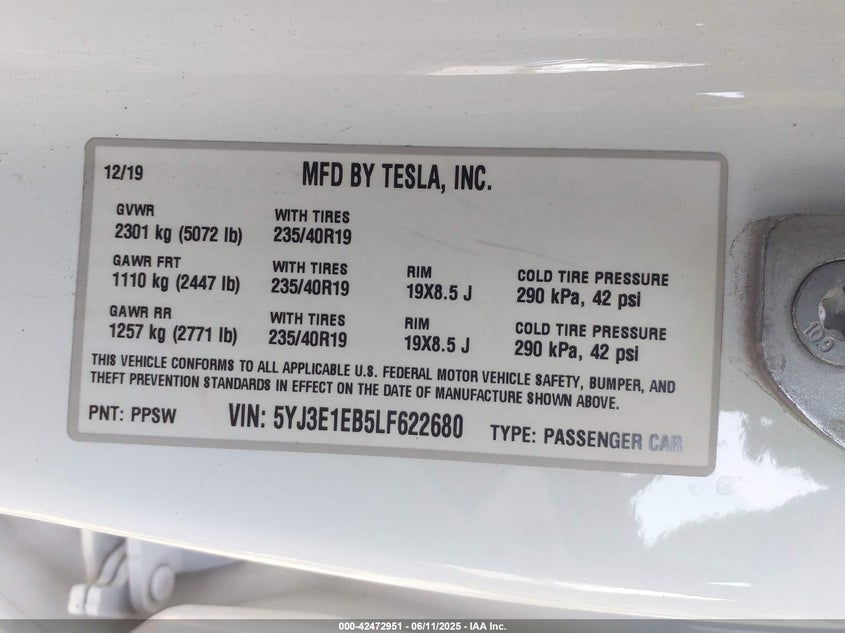 12/19
MFD BY TESLA, INC.
GVWR
2301 kg (5072 lb)
WITH TIRES
235/40R19
GAWR FRT
1110 kg (2447 lb)
WITH TIRES
235/40R19
RIM
19X8.5 J
COLD TIRE PRESSURE
290 kPa, 42 psi
GAWR RR
1257 kg (2771 lb)
WITH TIRES
235/40R19
RIM
19X8.5 J
COLD TIRE PRESSURE
290 kPa, 42 psi
THIS VEHICLE CONFORMS TO ALL APPLICABLE U.S. FEDERAL MOTOR VEHICLE SAFETY, BUMPER, AND
THEFT PREVENTION STANDARDS IN EFFECT ON THE DATE OF MANUFACTURE SHOWN ABOVE.
PNT: PPSW
VIN: 5YJ3E1EB5LF622680
TYPE: PASSENGER CAR
109
000-42472951 - 06/11/2025 - IAA Inc.